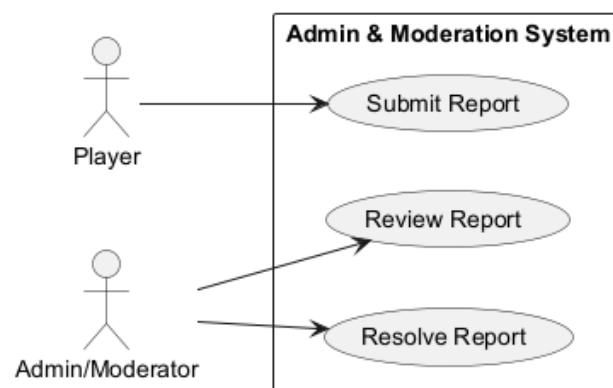 Admin & Moderation System
Submit Report
Player
Review Report
Resolve Report
Admin/Moderator